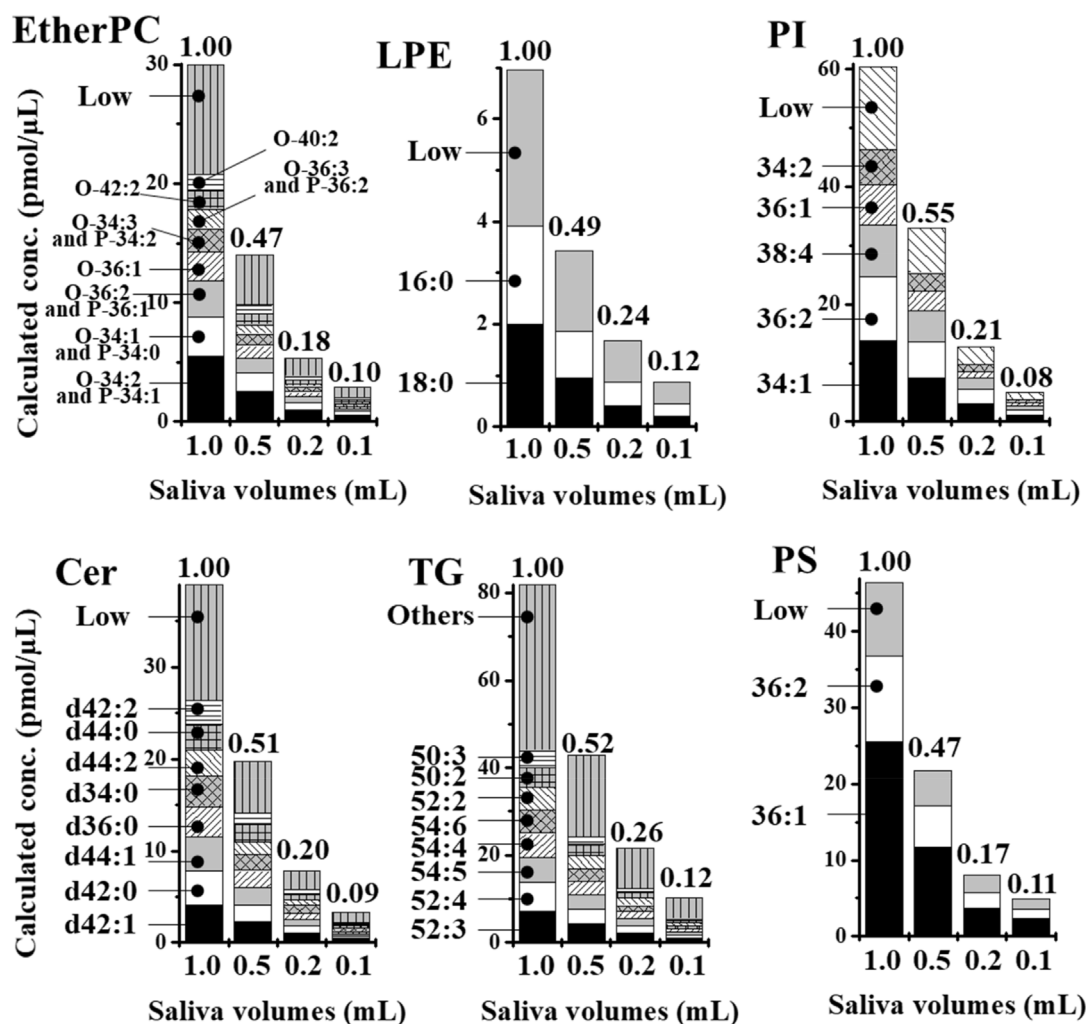 EtherPC
1.00
30
20
10
0
Calculated conc. (pmol/µL)
Low
O-40:2
O-36:3
and P-36:2
O-42:2
O-34:3
and P-34:2
O-36:1
O-36:2
and P-36:1
O-34:1
and P-34:0
O-34:2
and P-34:1
0.47
0.18
0.10
1.0 0.5 0.2 0.1
Saliva volumes (mL)
LPE
1.00
6
4
2
0
Low
16:0
18:0
0.49
0.24
0.12
1.0 0.5 0.2 0.1
Saliva volumes (mL)
PI
1.00
60
40
20
0
Low
34:2
36:1
38:4
36:2
34:1
0.55
0.21
0.08
1.0 0.5 0.2 0.1
Saliva volumes (mL)
Cer
1.00
30
20
10
0
Calculated conc. (pmol/µL)
Low
d42:2
d44:0
d44:2
d34:0
d36:0
d44:1
d42:0
d42:1
0.51
0.20
0.09
1.0 0.5 0.2 0.1
Saliva volumes (mL)
TG
1.00
80
60
40
20
0
Others
50:3
50:2
52:2
54:6
54:4
54:5
52:4
52:3
0.52
0.26
0.12
1.0 0.5 0.2 0.1
Saliva volumes (mL)
PS
1.00
40
30
20
10
0
Low
36:2
36:1
0.47
0.17
0.11
1.0 0.5 0.2 0.1
Saliva volumes (mL)